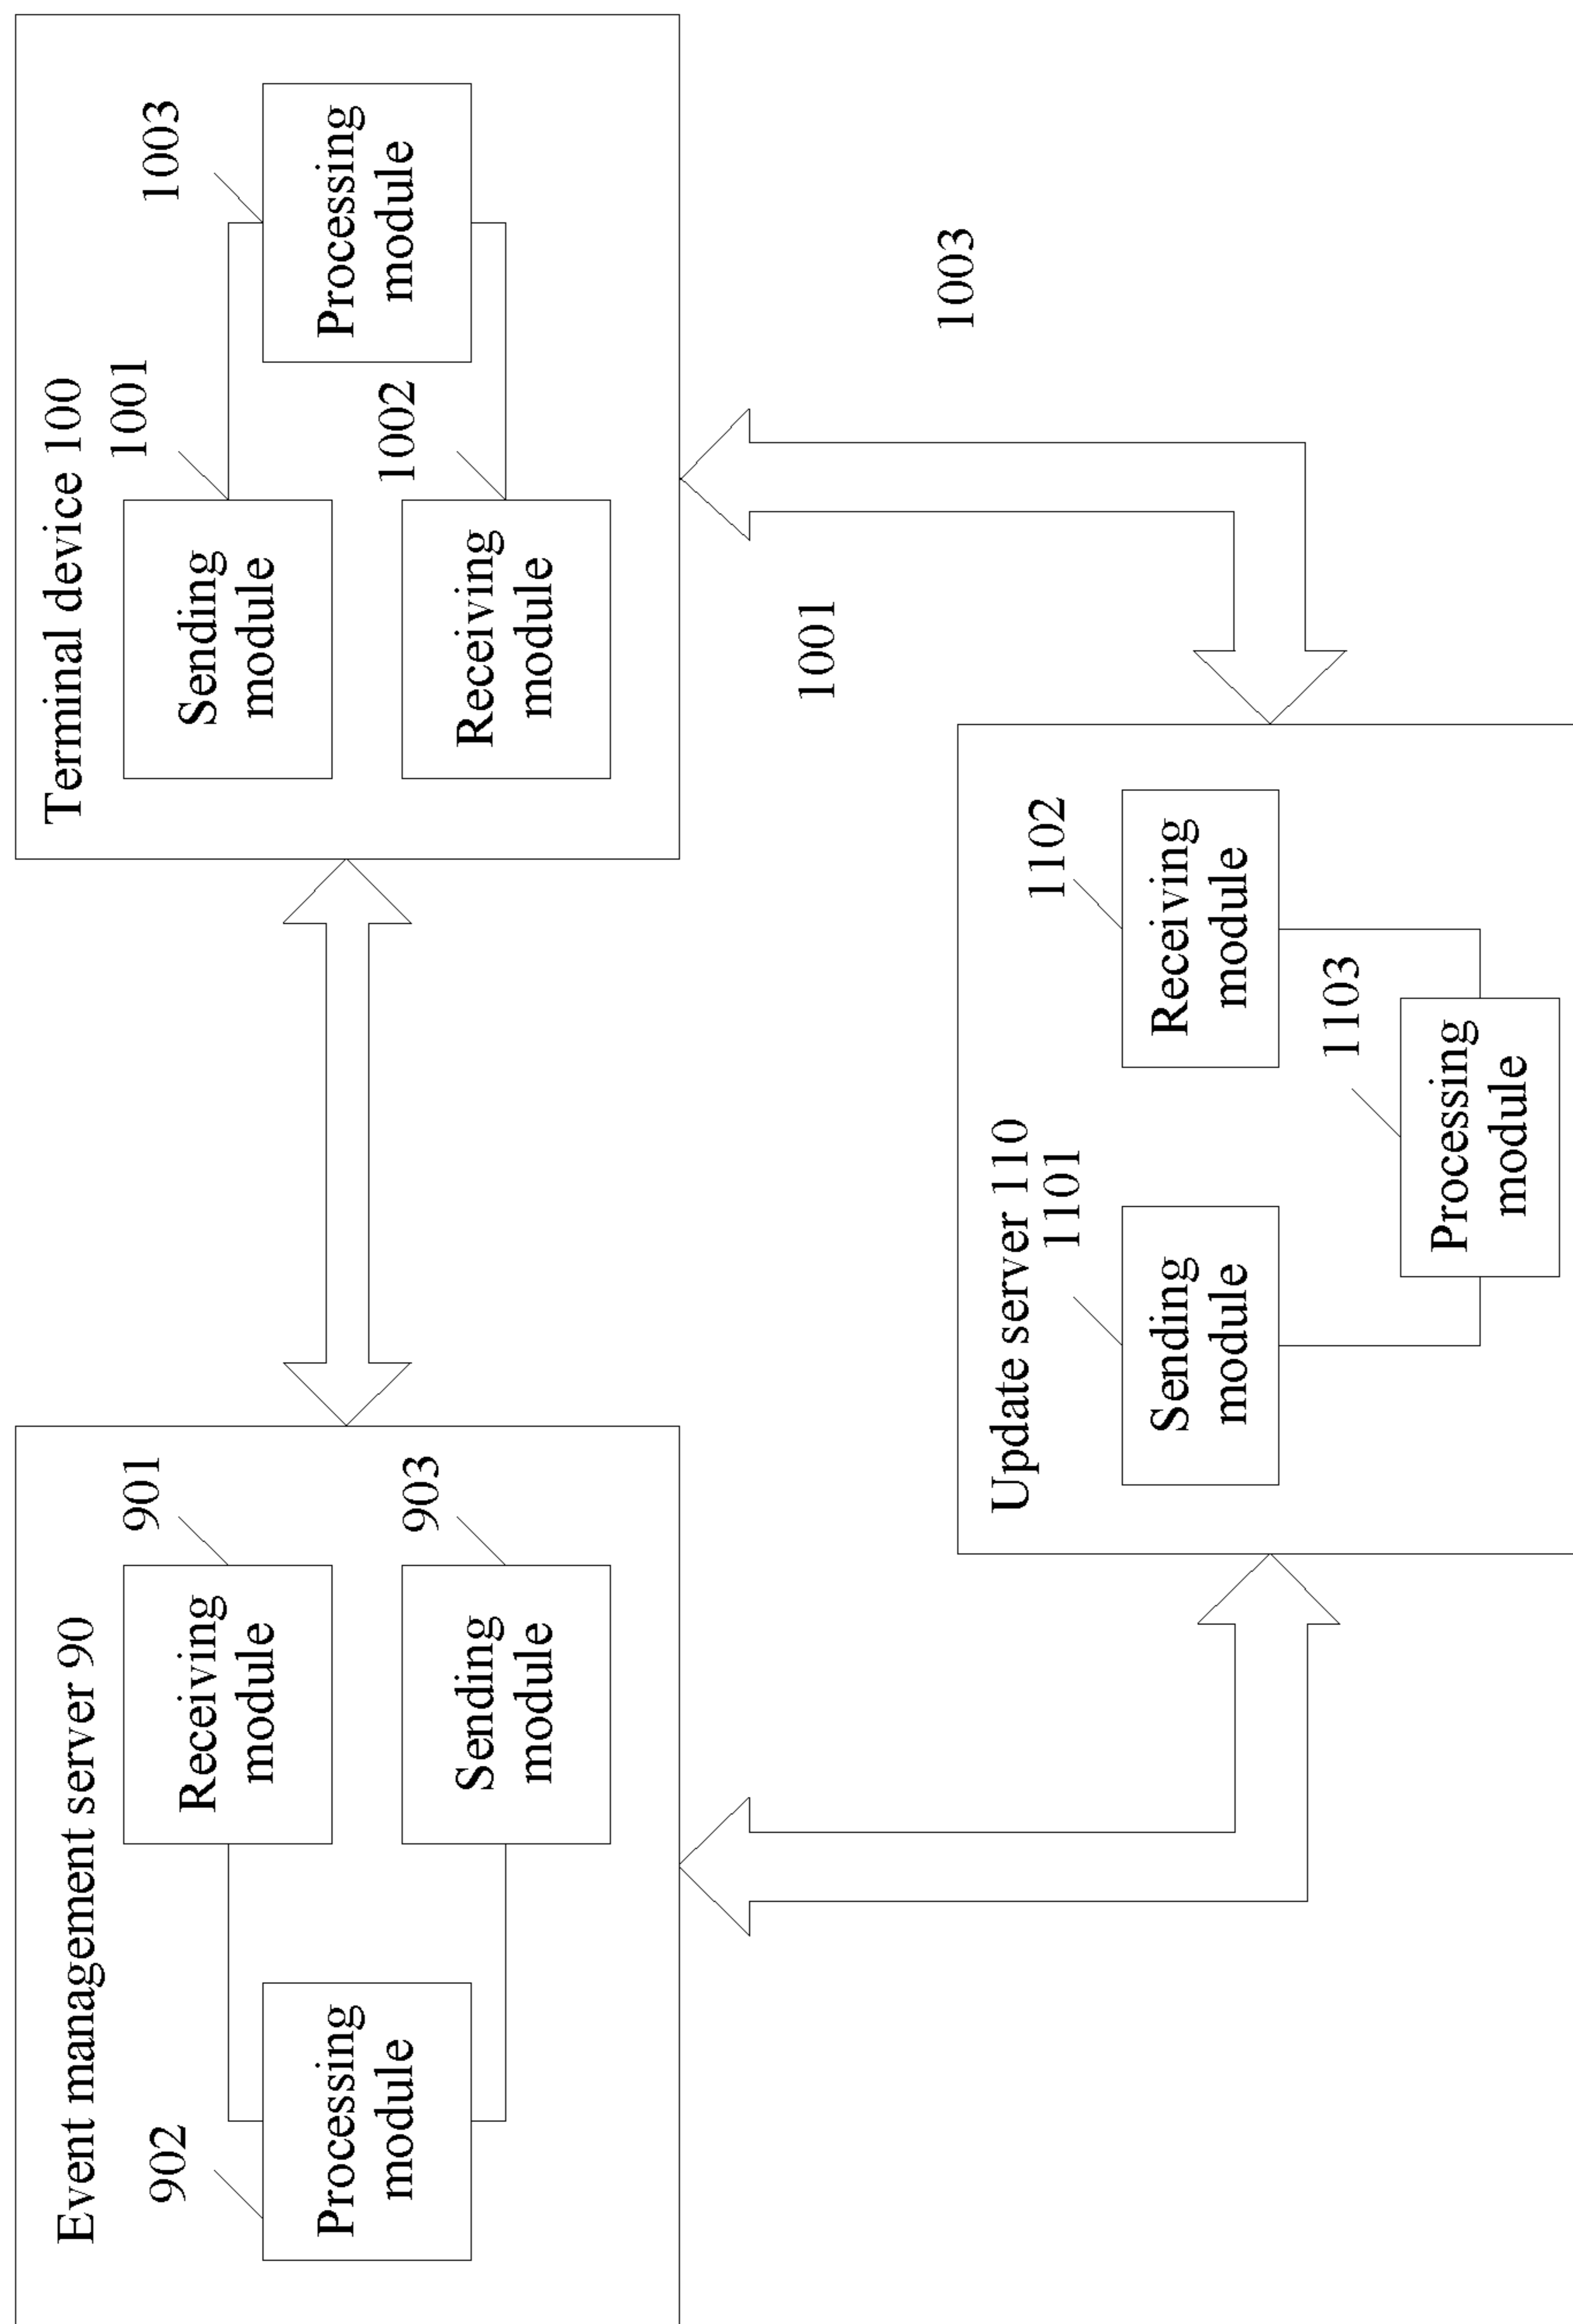 Event management server 90
902
Processing
module
901
Receiving
module
903
Sending
module
Terminal device 100
1001
Sending
module
1002
Receiving
module
1003
Processing
module
1001
1003
Update server 110
1101
Sending
module
1102
Receiving
module
1103
Processing
module